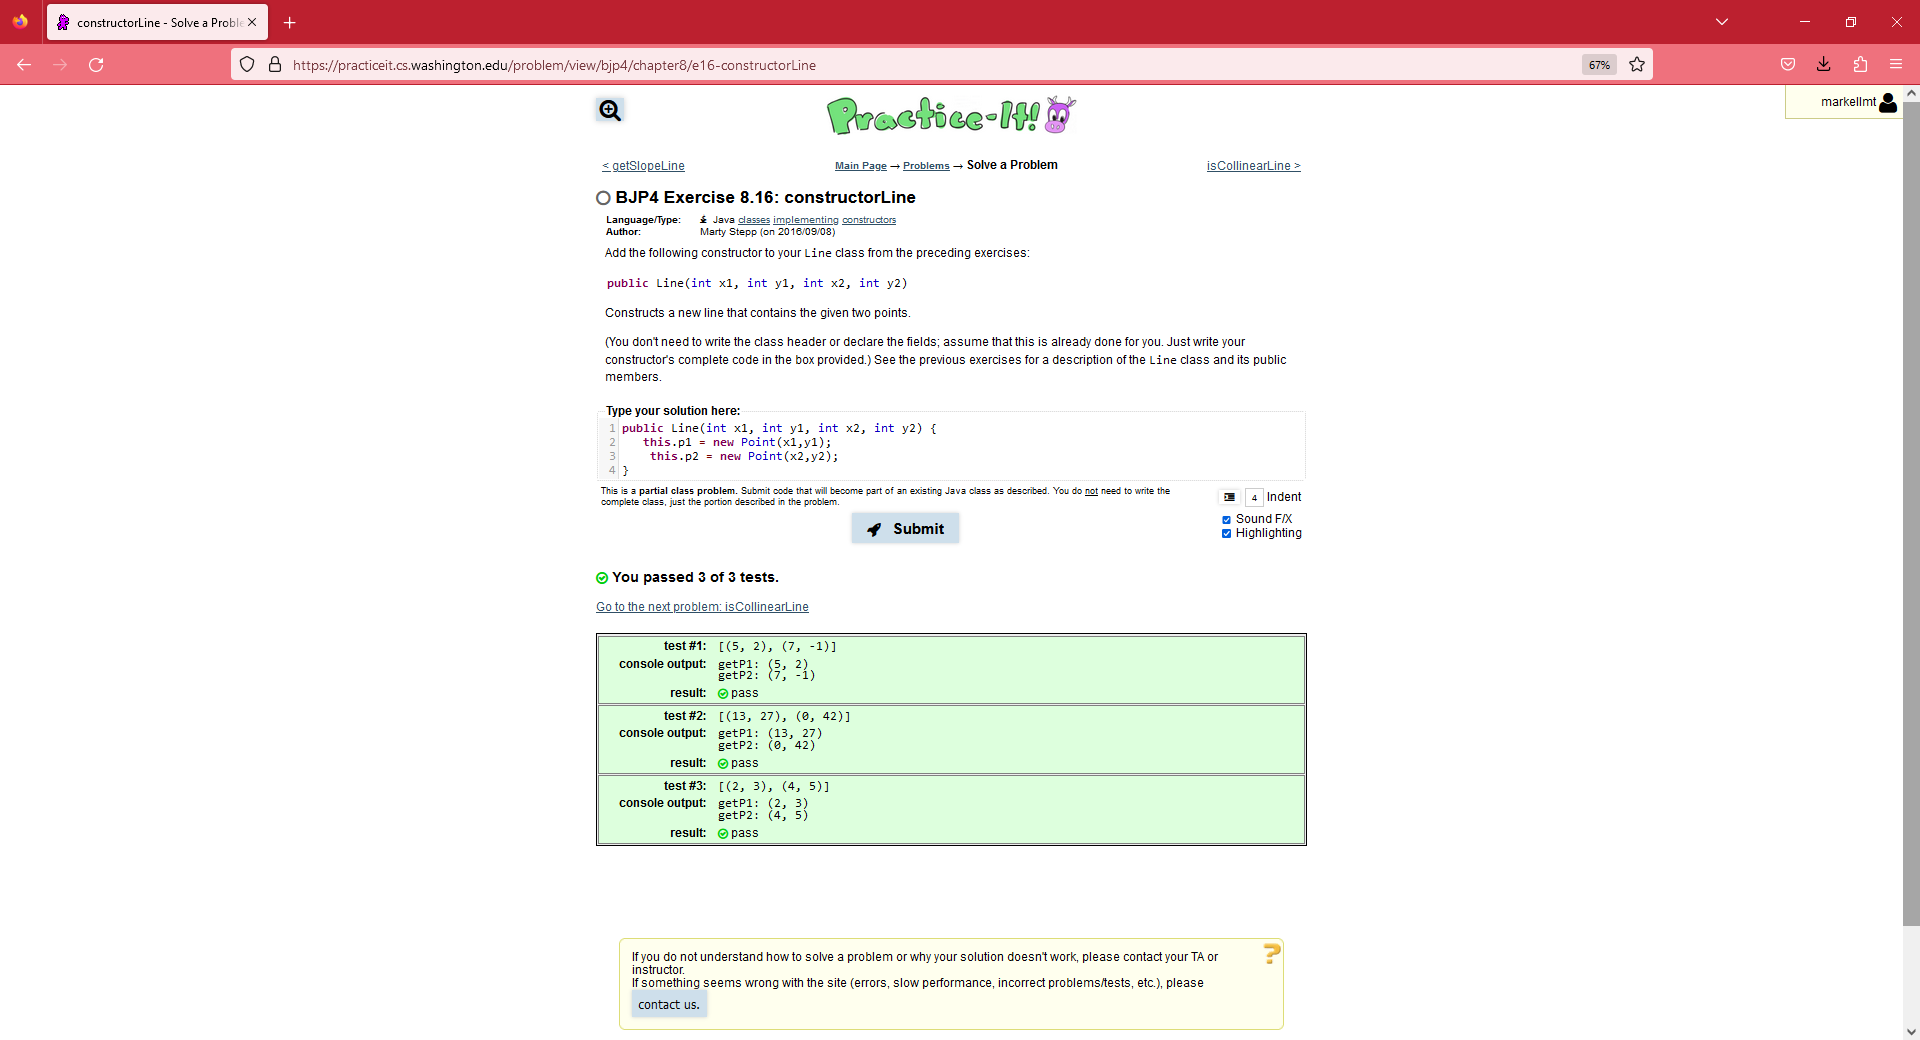 constructorLine - Solve a Proble
https://practiceit.cs.washington.edu/problem/view/bjp4/chapter8/e16-constructorLine
67%
Practice-It!
markellmt
< getSlopeLine
Main Page → Problems → Solve a Problem
isCollinearLine >
BJP4 Exercise 8.16: constructorLine
Language/Type: Java classes implementing constructors
Author: Marty Stepp (on 2016/09/08)
Add the following constructor to your Line class from the preceding exercises:
public Line(int x1, int y1, int x2, int y2)
Constructs a new line that contains the given two points.
(You don't need to write the class header or declare the fields; assume that this is already done for you. Just write your
constructor's complete code in the box provided.) See the previous exercises for a description of the Line class and its public
members.
Type your solution here:
1 public Line(int x1, int y1, int x2, int y2) {
2    this.p1 = new Point(x1,y1);
3     this.p2 = new Point(x2,y2);
4 }
This is a partial class problem. Submit code that will become part of an existing Java class as described. You do not need to write the
complete class, just the portion described in the problem.
4 Indent
Sound F/X
Highlighting
Submit
You passed 3 of 3 tests.
Go to the next problem: isCollinearLine
test #1: [(5, 2), (7, -1)]
console output: getP1: (5, 2)
getP2: (7, -1)
result: pass
test #2: [(13, 27), (0, 42)]
console output: getP1: (13, 27)
getP2: (0, 42)
result: pass
test #3: [(2, 3), (4, 5)]
console output: getP1: (2, 3)
getP2: (4, 5)
result: pass
?
If you do not understand how to solve a problem or why your solution doesn't work, please contact your TA or
instructor.
If something seems wrong with the site (errors, slow performance, incorrect problems/tests, etc.), please
contact us.